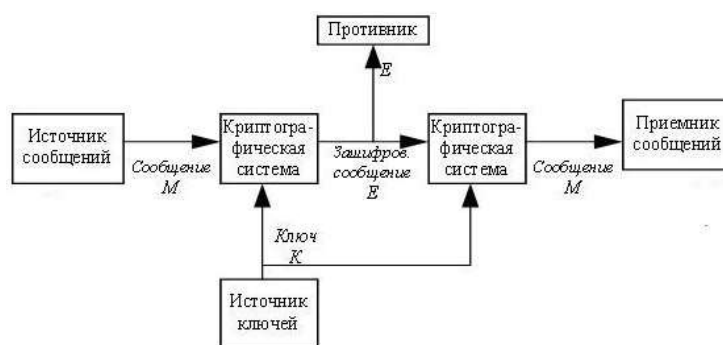 Противник
E
Источник
сообщений
Сообщение
M
Криптогра-
фическая
система
Зашифров.
сообщение
E
Криптогра-
фическая
система
Сообщение
M
Приемник
сообщений
Ключ
K
Источник
ключей